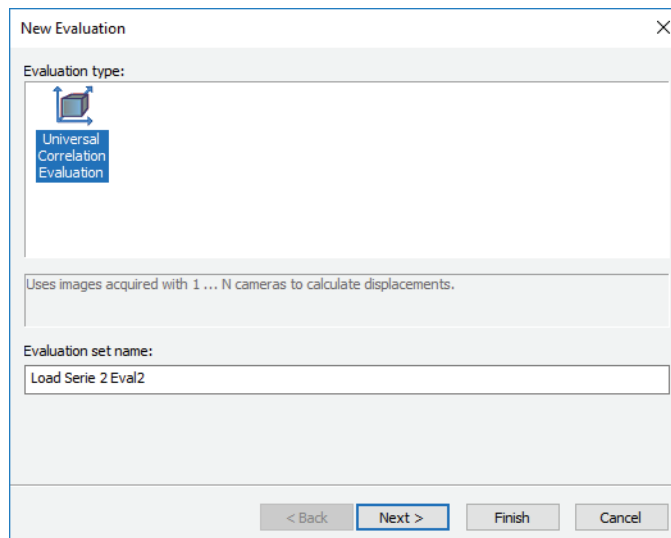 New Evaluation
Evaluation type:
Universal
Correlation
Evaluation
Uses images acquired with 1 ... N cameras to calculate displacements.
Evaluation set name:
Load Serie 2 Eval2
< Back Next > Finish Cancel